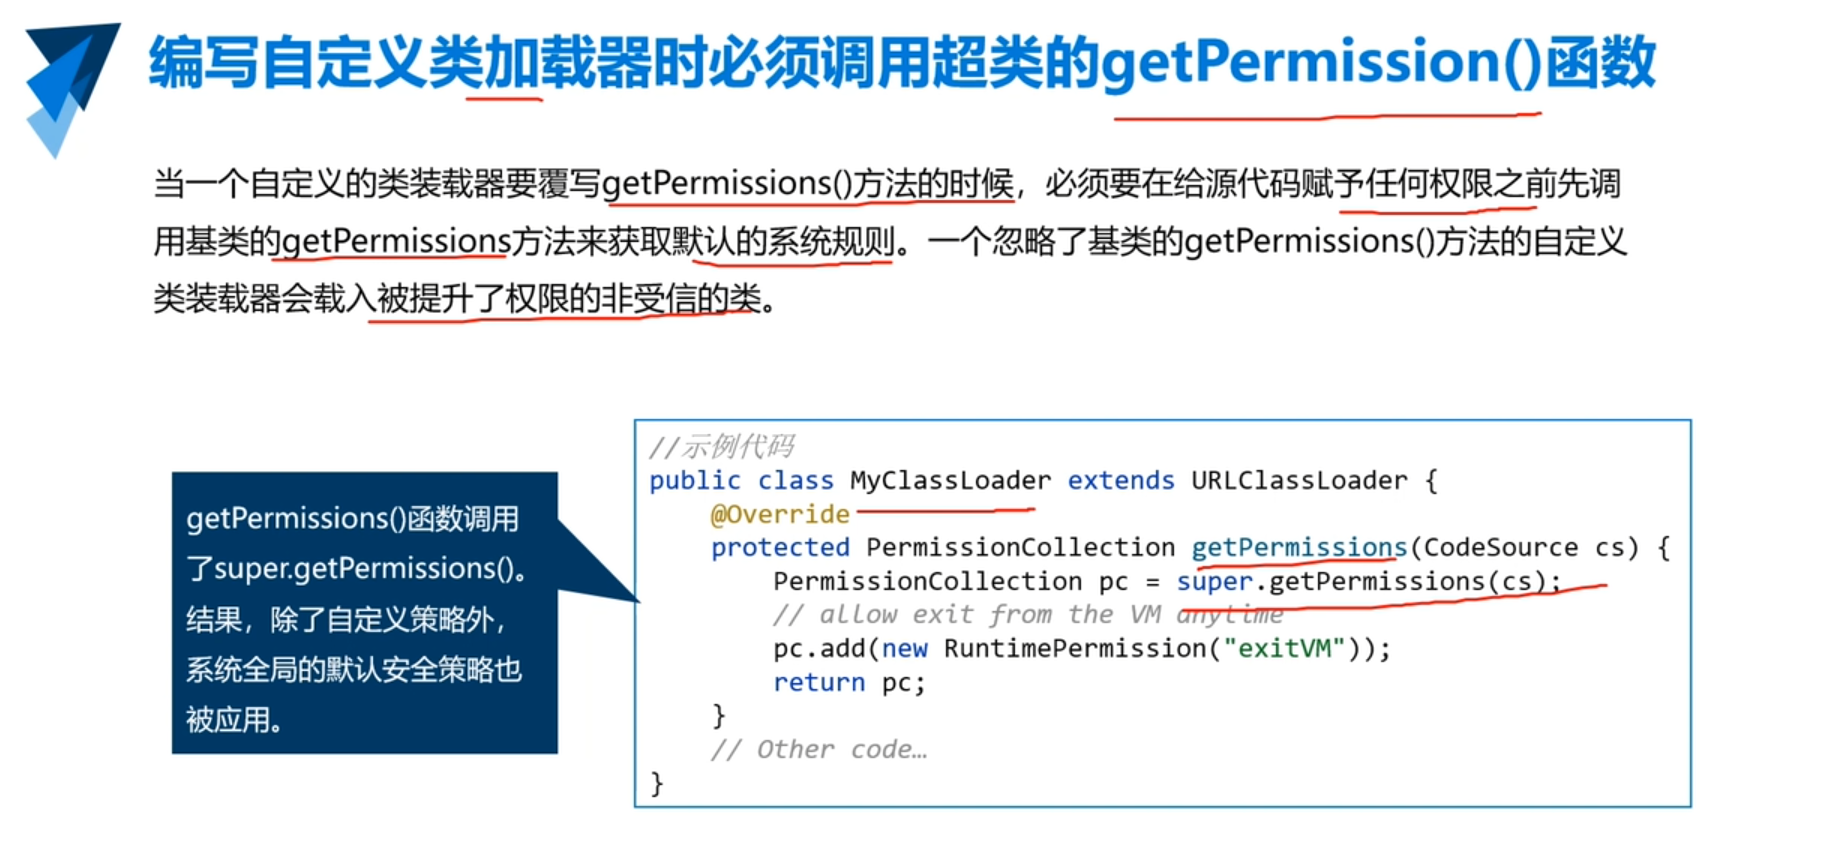 编写自定义类加载器时必须调用超类的getPermission()函数
当一个自定义的类装载器要覆写getPermissions()方法的时候，必须要在给源代码赋予任何权限之前先调
用基类的getPermissions方法来获取默认的系统规则。一个忽略了基类的getPermissions()方法的自定义
类装载器会载入被提升了权限的非受信的类。
getPermissions()函数调用
了super.getPermissions()。
结果，除了自定义策略外，
系统全局的默认安全策略也
被应用。
//示例代码
public class MyClassLoader extends URLClassLoader {
@Override
protected PermissionCollection getPermissions(CodeSource cs) {
PermissionCollection pc = super.getPermissions(cs);
// allow exit from the VM anytime
pc.add(new RuntimePermission("exitVM"));
return pc;
}
// Other code…
}